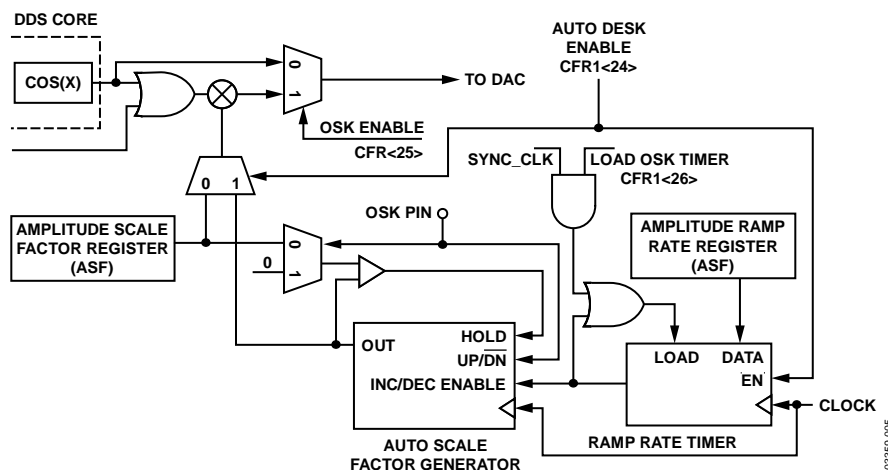 DDS CORE
COS(X)
0
1
TO DAC
OSK ENABLE
CFR<25>
AUTO DESK
ENABLE
CFR1<24>
SYNC_CLK
LOAD OSK TIMER
CFR1<26>
0 1
AMPLITUDE SCALE
FACTOR REGISTER
(ASF)
OSK PIN
0
1
0
AMPLITUDE RAMP
RATE REGISTER
(ASF)
OUT
HOLD
UP/DN
INC/DEC ENABLE
LOAD DATA
EN
CLOCK
RAMP RATE TIMER
AUTO SCALE
FACTOR GENERATOR